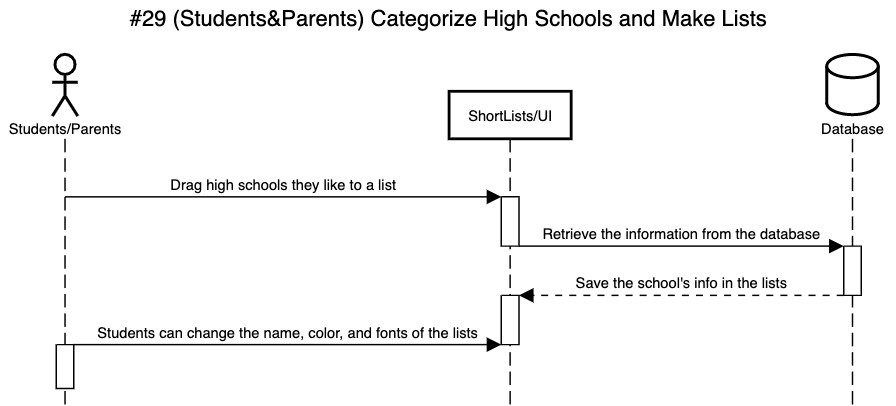 #29 (Students&Parents) Categorize High Schools and Make Lists
Students/Parents
ShortLists/UI
Database
Drag high schools they like to a list
Retrieve the information from the database
Save the school's info in the lists
Students can change the name, color, and fonts of the lists